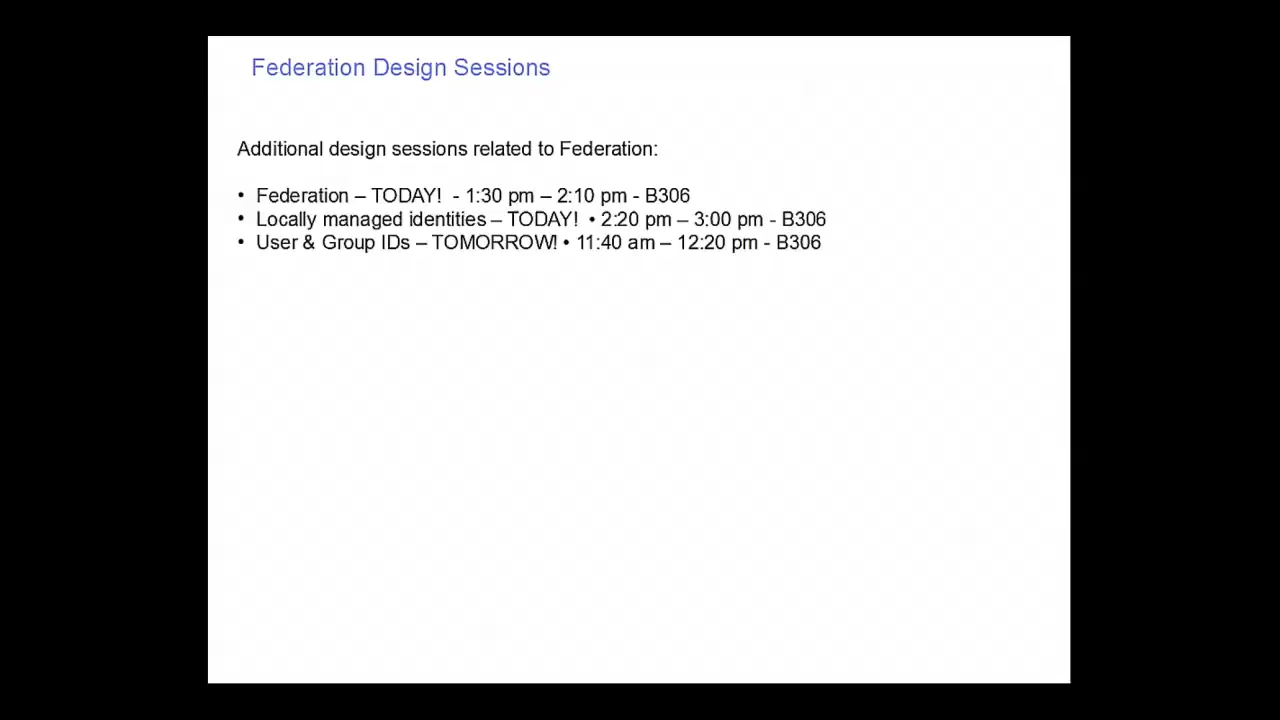 Federation Design Sessions
Additional design sessions related to Federation:
• Federation – TODAY!  - 1:30 pm – 2:10 pm - B306
• Locally managed identities – TODAY!  • 2:20 pm – 3:00 pm - B306
• User & Group IDs – TOMORROW! • 11:40 am – 12:20 pm - B306